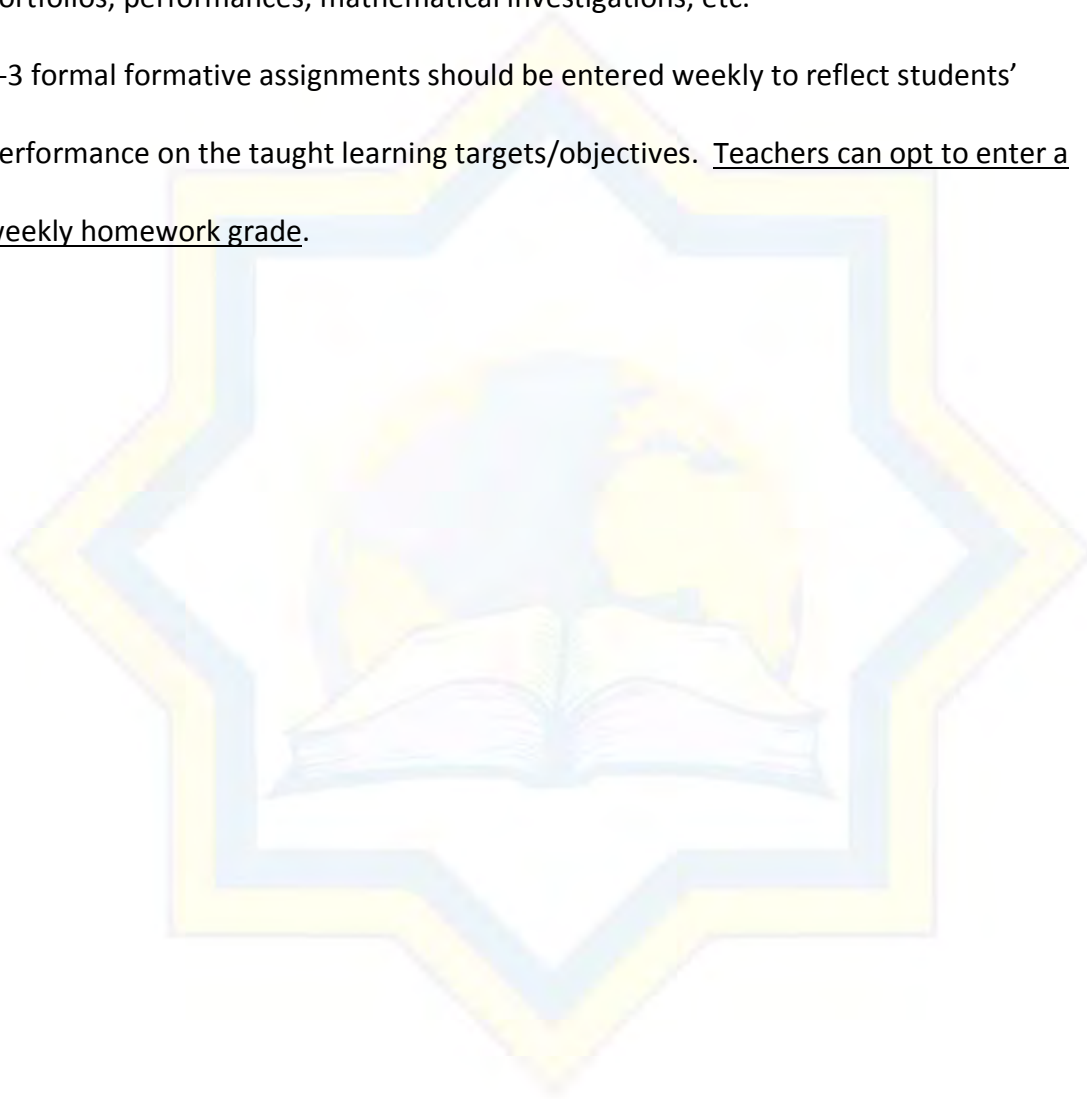 ortfolios, performances, mathematical investigations, etc.
-3 formal formative assignments should be entered weekly to reflect students’
erformance on the taught learning targets/objectives. Teachers can opt to enter a
weekly homework grade.